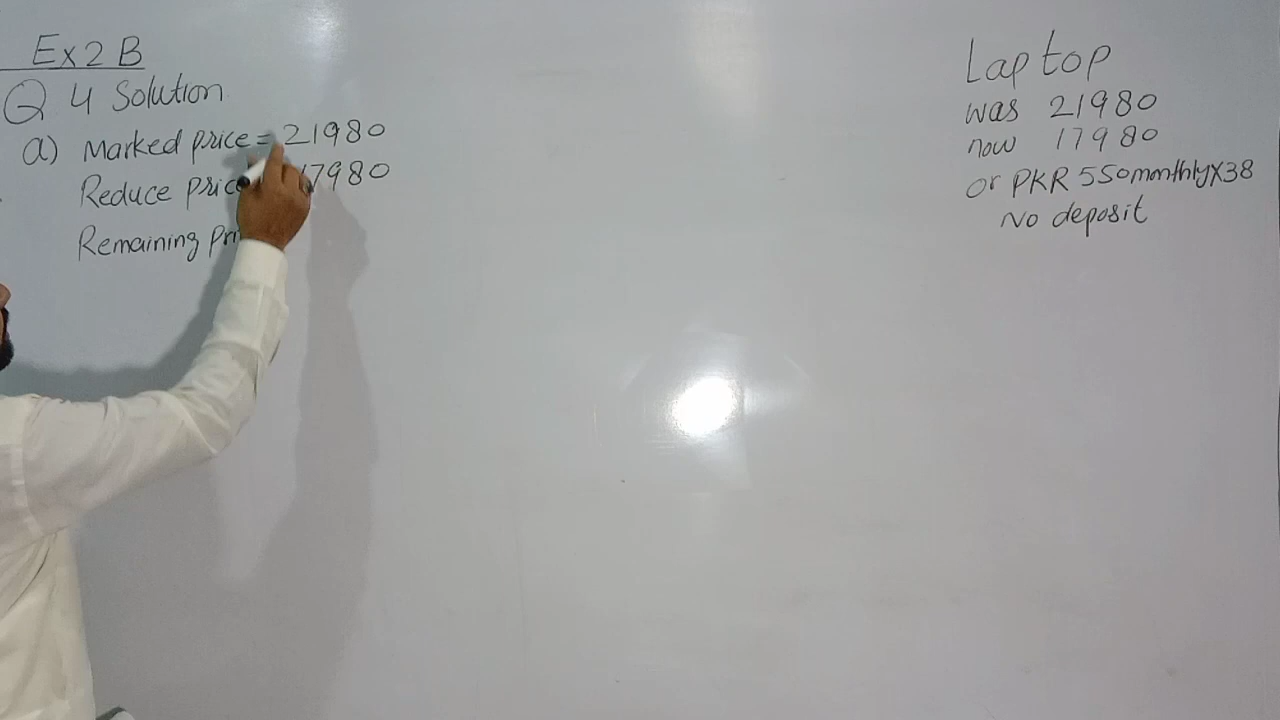 Ex 2 B
Q 4 Solution
a) Marked price = 21980
Reduce 17980
Remaining
Laptop
was 21980
now 17980
or PKR 550 monthly x 38
No deposit